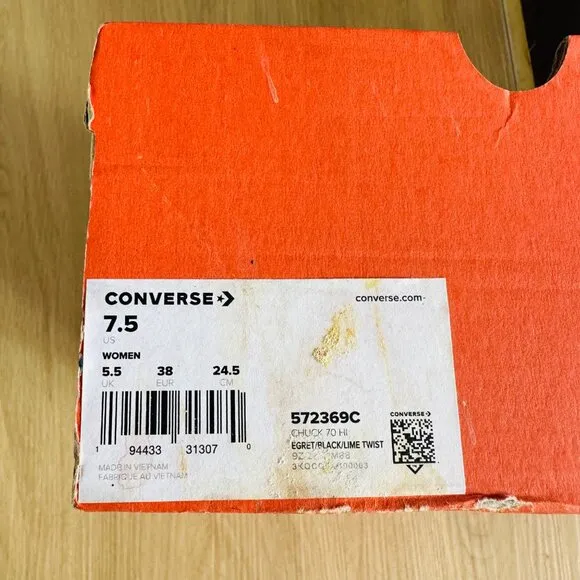 CONVERSE
converse.com
7.5
US
WOMEN
5.5 38 24.5
UK EUR CM
1 94433 31307 0
MADE IN VIETNAM
FABRIQUE AU VIETNAM
572369C
CHUCK 70 HI
EGRET/BLACK/LIME TWIST
CONVERSE